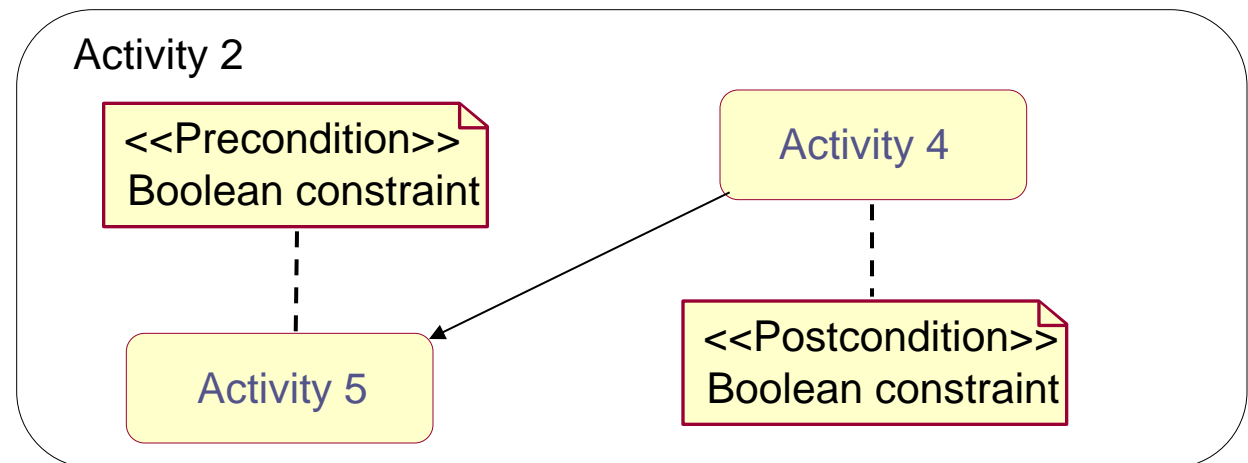 Activity 2
<<Precondition>>
Boolean constraint
Activity 4
Activity 5
<<Postcondition>>
Boolean constraint